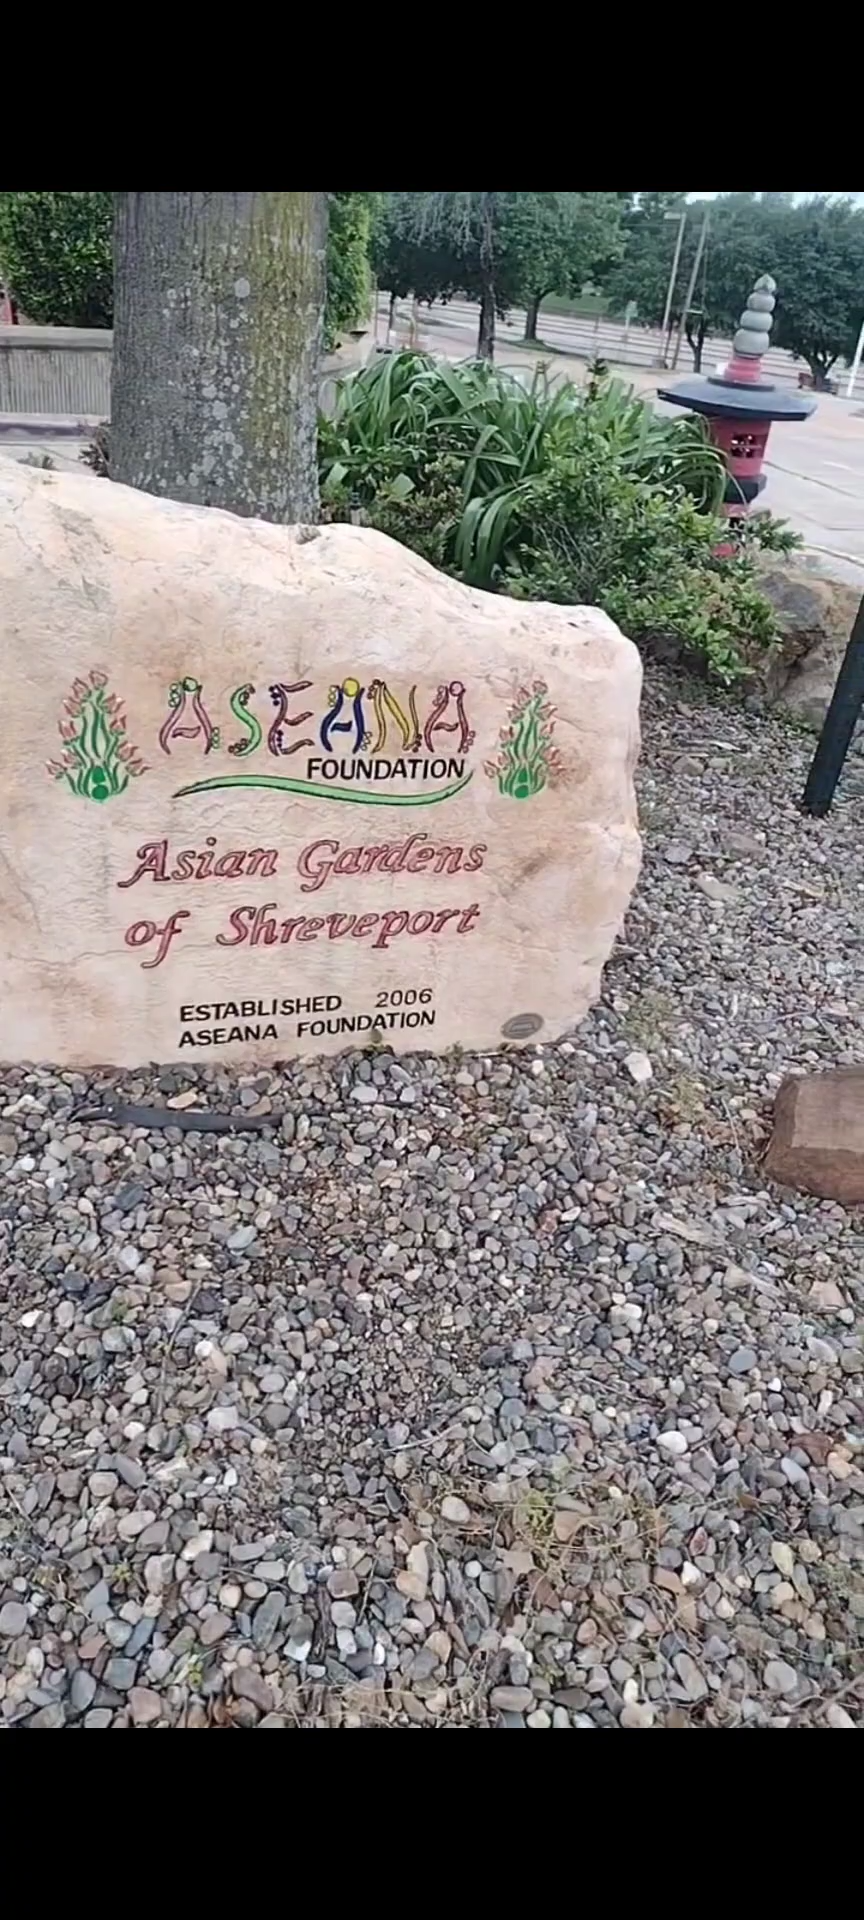 ASEANA
FOUNDATION
Asian Gardens
of Shreveport
ESTABLISHED 2006
ASEANA FOUNDATION